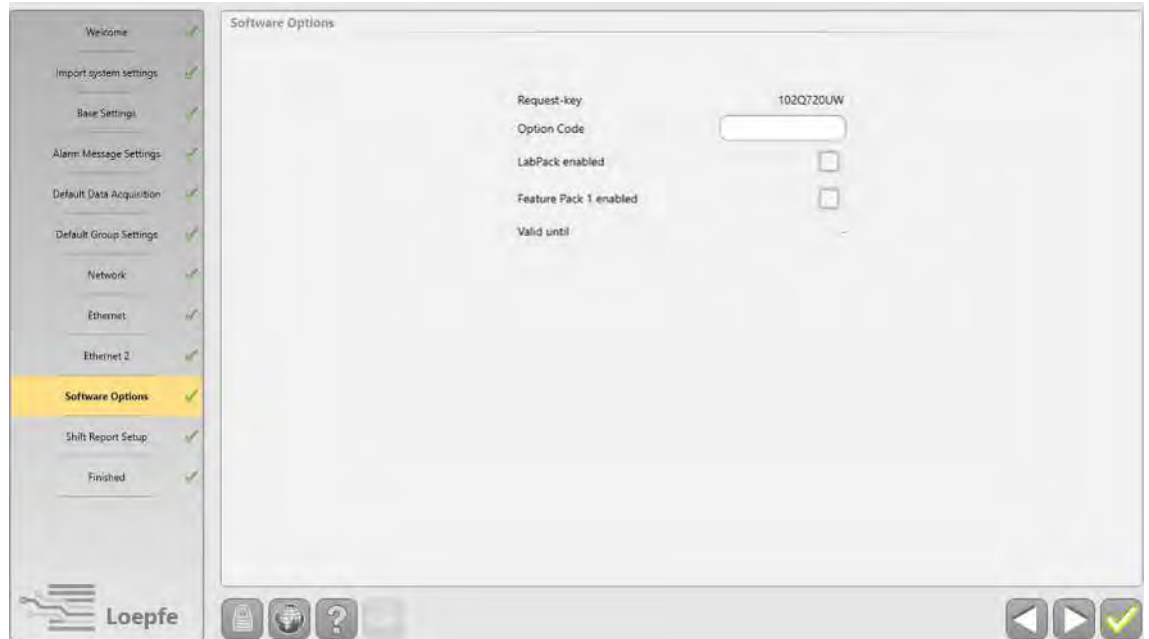 Welcome
Import system settings
Base Settings
Alarm Message Settings
Default Data Acquisition
Default Group Settings
Network
Ethernet
Ethernet 2
Software Options
Shift Report Setup
Finished
Loepfe
Software Options
Request-key 102Q720UW
Option Code
LabPack enabled
Feature Pack 1 enabled
Valid until -
?